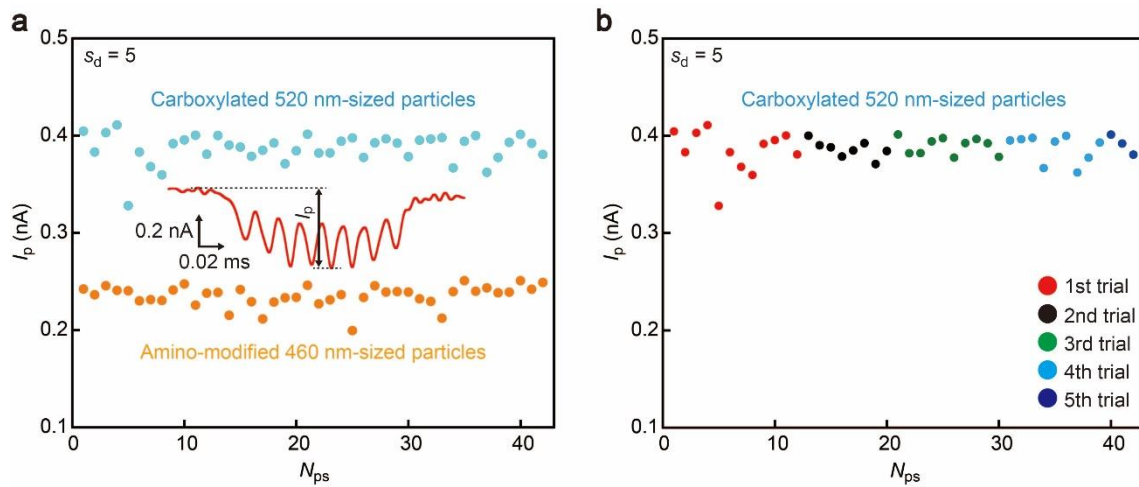 a
0.5
0.4
0.3
0.2
0.1
I_p (nA)
s_d = 5
Carboxylated 520 nm-sized particles
I_p
0.2 nA
0.02 ms
Amino-modified 460 nm-sized particles
0 10 20 30 40
N_ps
b
0.5
0.4
0.3
0.2
0.1
I_p (nA)
s_d = 5
Carboxylated 520 nm-sized particles
1st trial
2nd trial
3rd trial
4th trial
5th trial
0 10 20 30 40
N_ps